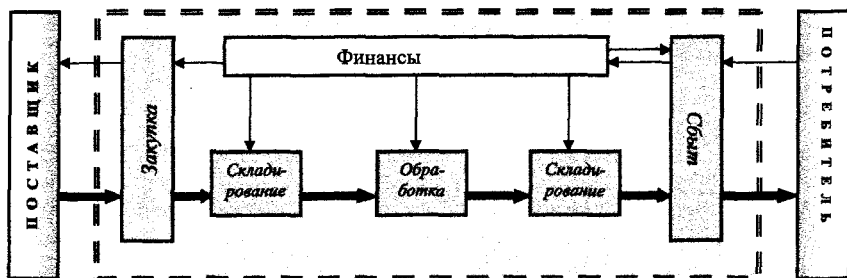 ПОСТАВЩИК
Закупка
Финансы
Склади-
рование
Обра-
ботка
Склади-
рование
Сбыт
ПОТРЕБИТЕЛЬ